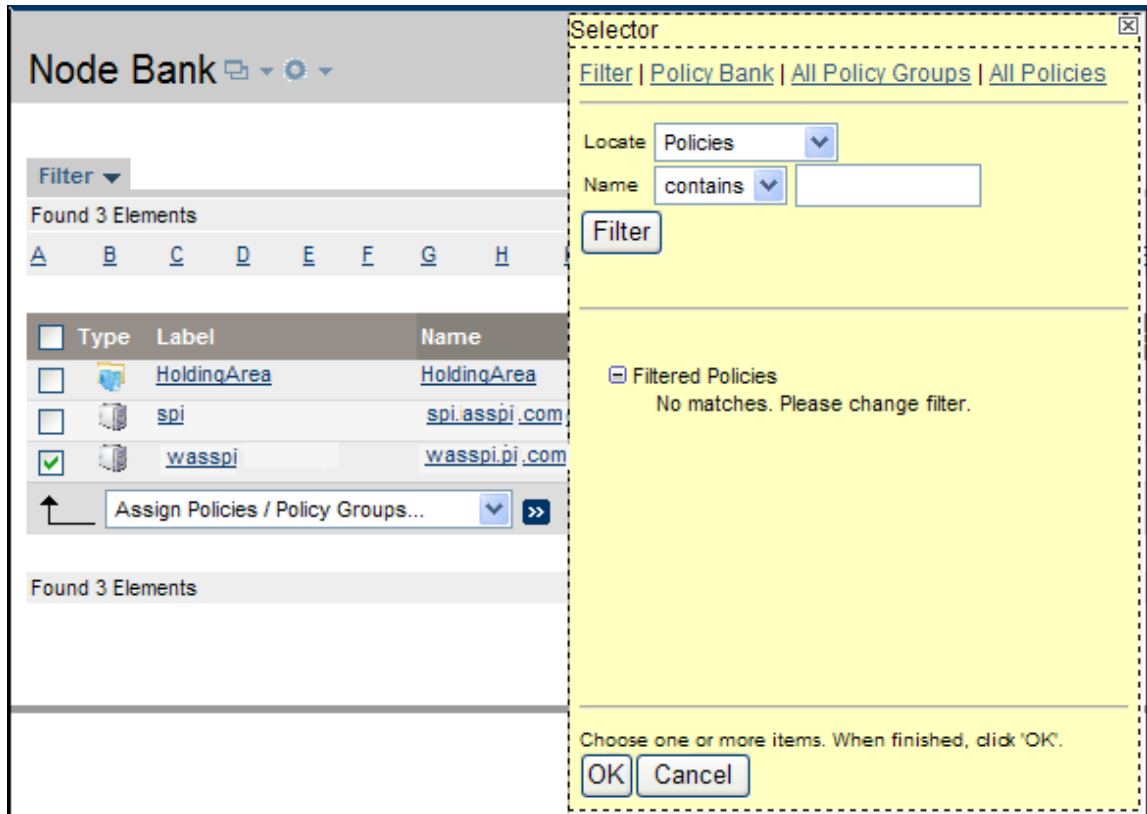 Node Bank
Filter
Found 3 Elements
A B C D E F G H
Type Label Name
HoldingArea HoldingArea
spi spi.asspi.com
wasspi wasspi.pi.com
Assign Policies / Policy Groups...
Found 3 Elements
Selector
Filter | Policy Bank | All Policy Groups | All Policies
Locate Policies
Name contains
Filter
Filtered Policies
No matches. Please change filter.
Choose one or more items. When finished, click 'OK'.
OK Cancel